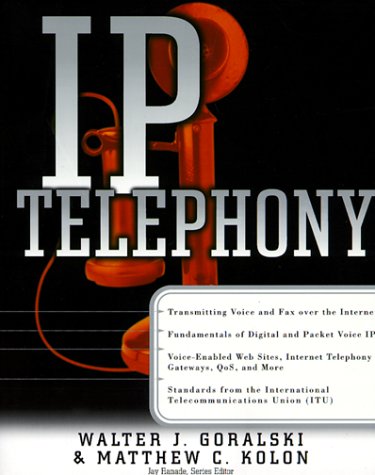 IP
TELEPHONY
Transmitting Voice and Fax over the Interne
Fundamentals of Digital and Packet Voice IP
Voice-Enabled Web Sites, Internet Telephony
Gateways, QoS, and More
Standards from the International
Telecommunications Union (ITU)
WALTER J. GORALSKI
& MATTHEW C. KOLON
Jay Ranade, Series Editor